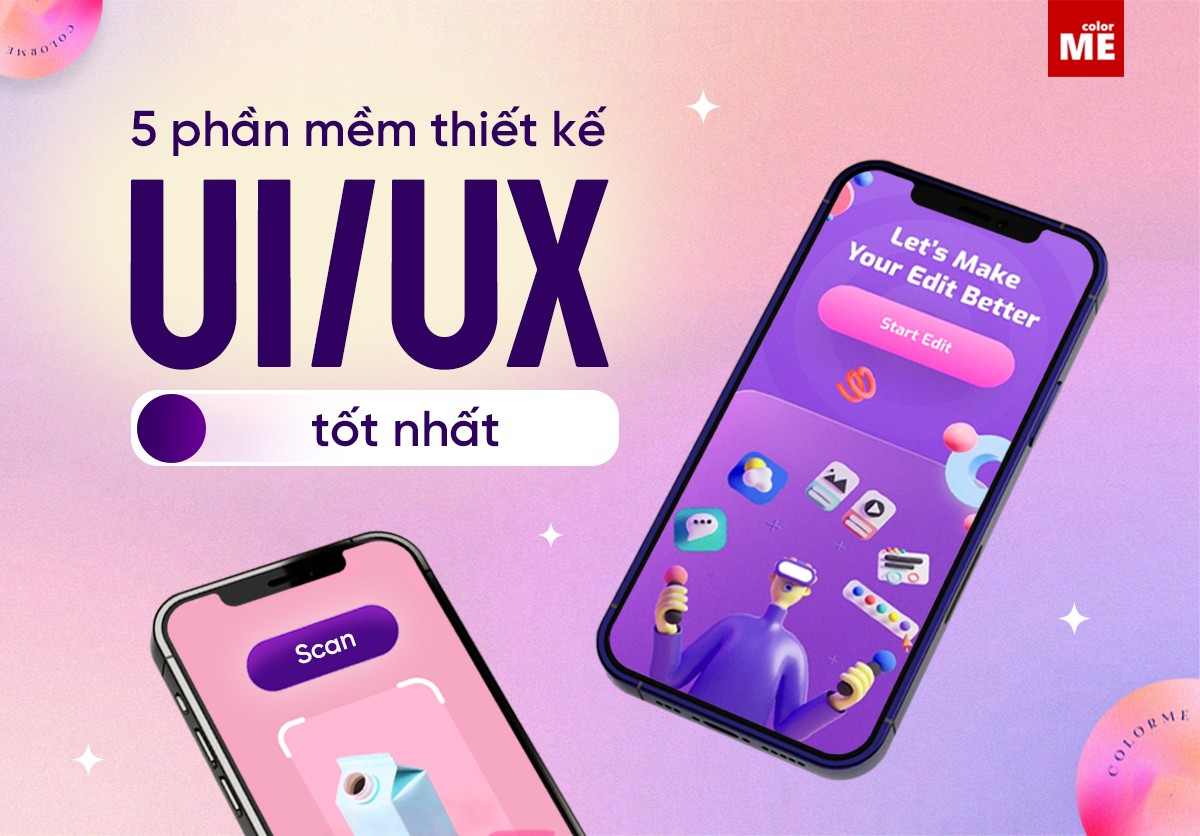 COLORME
color
ME
5 phần mềm thiết kế
UI/UX
tốt nhất
Let's Make
Your Edit Better
Start Edit
Scan
COLORME